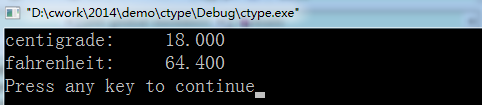 "D:\cwork\2014\demo\ctype\Debug\ctype.exe"
centigrade:     18.000
fahrenheit:     64.400
Press any key to continue